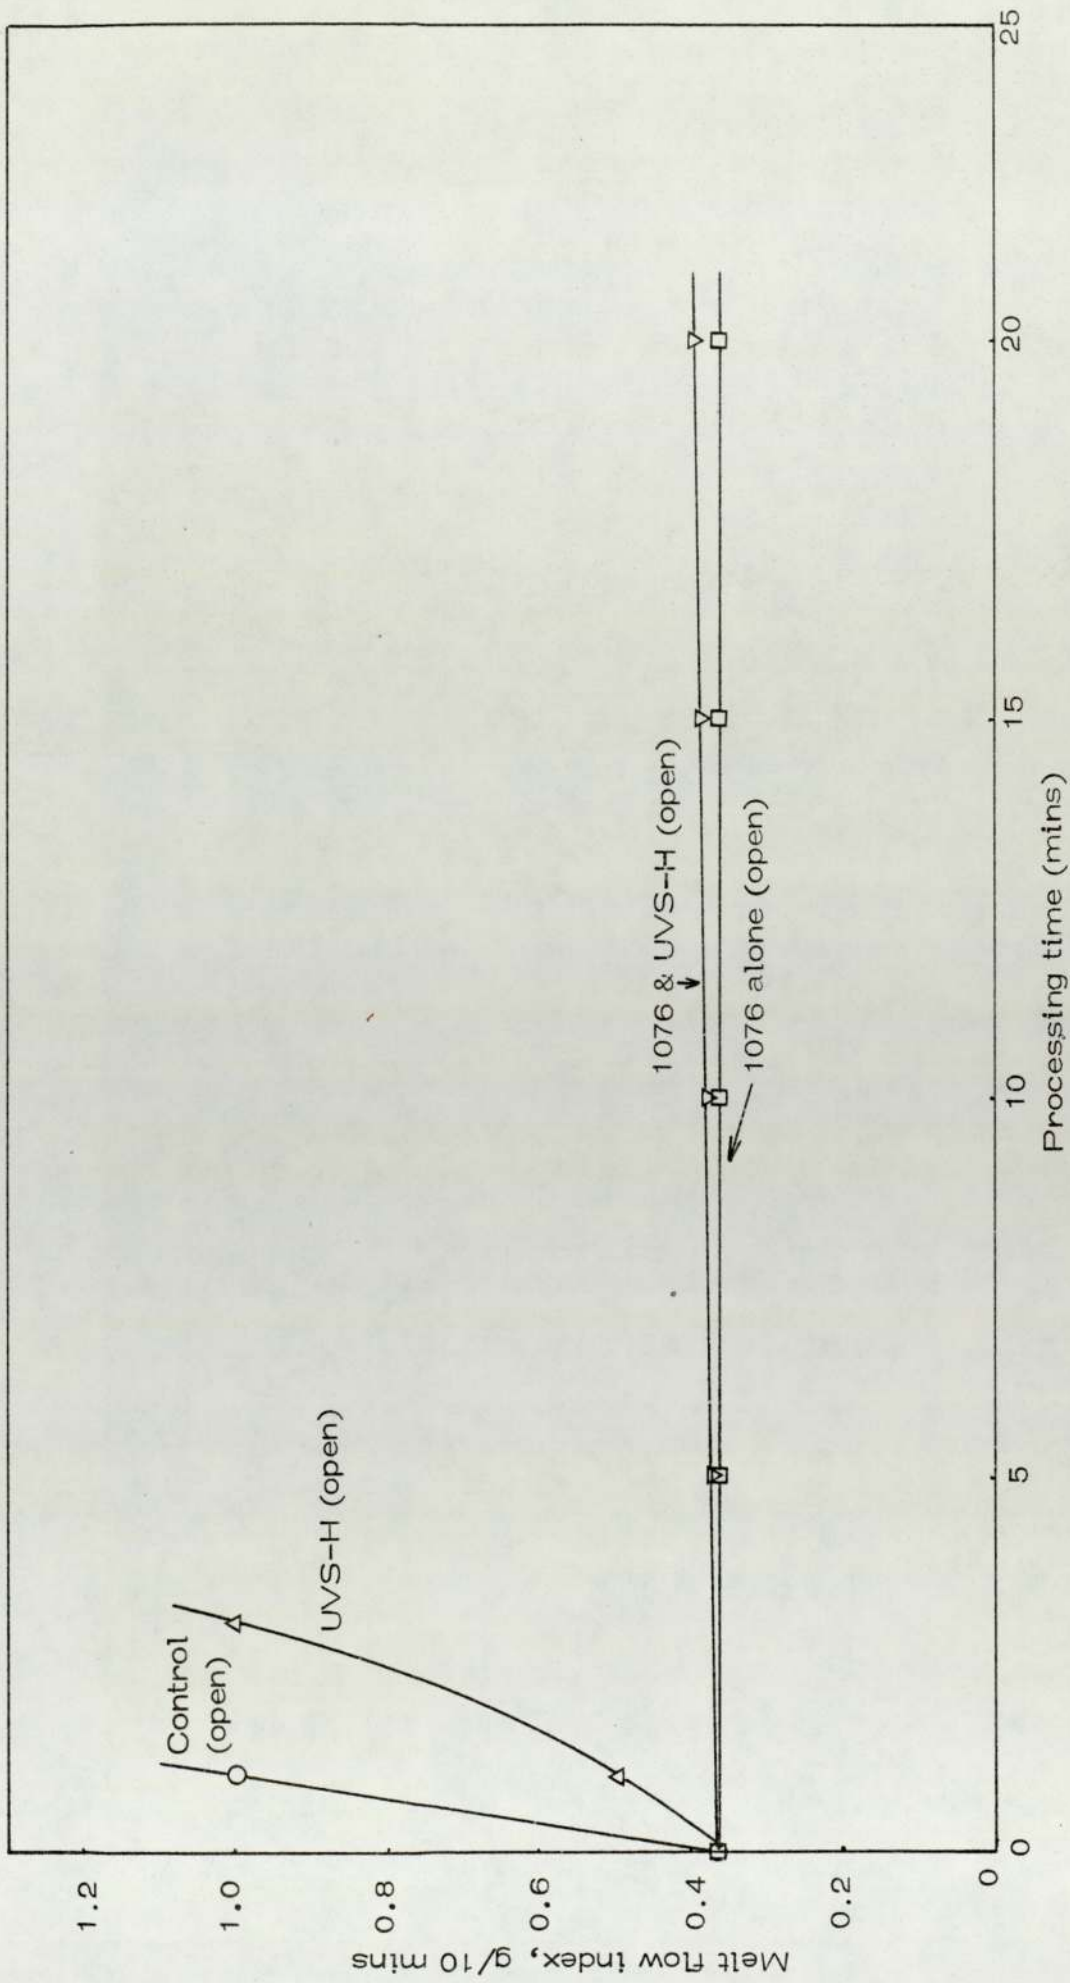 Melt flow index, g/10 mins
1.2
1.0
0.8
0.6
0.4
0.2
0
Control
(open)
UVS-H (open)
1076 & UVS-H (open)
1076 alone (open)
0
5
10
15
20
25
Processing time (mins)